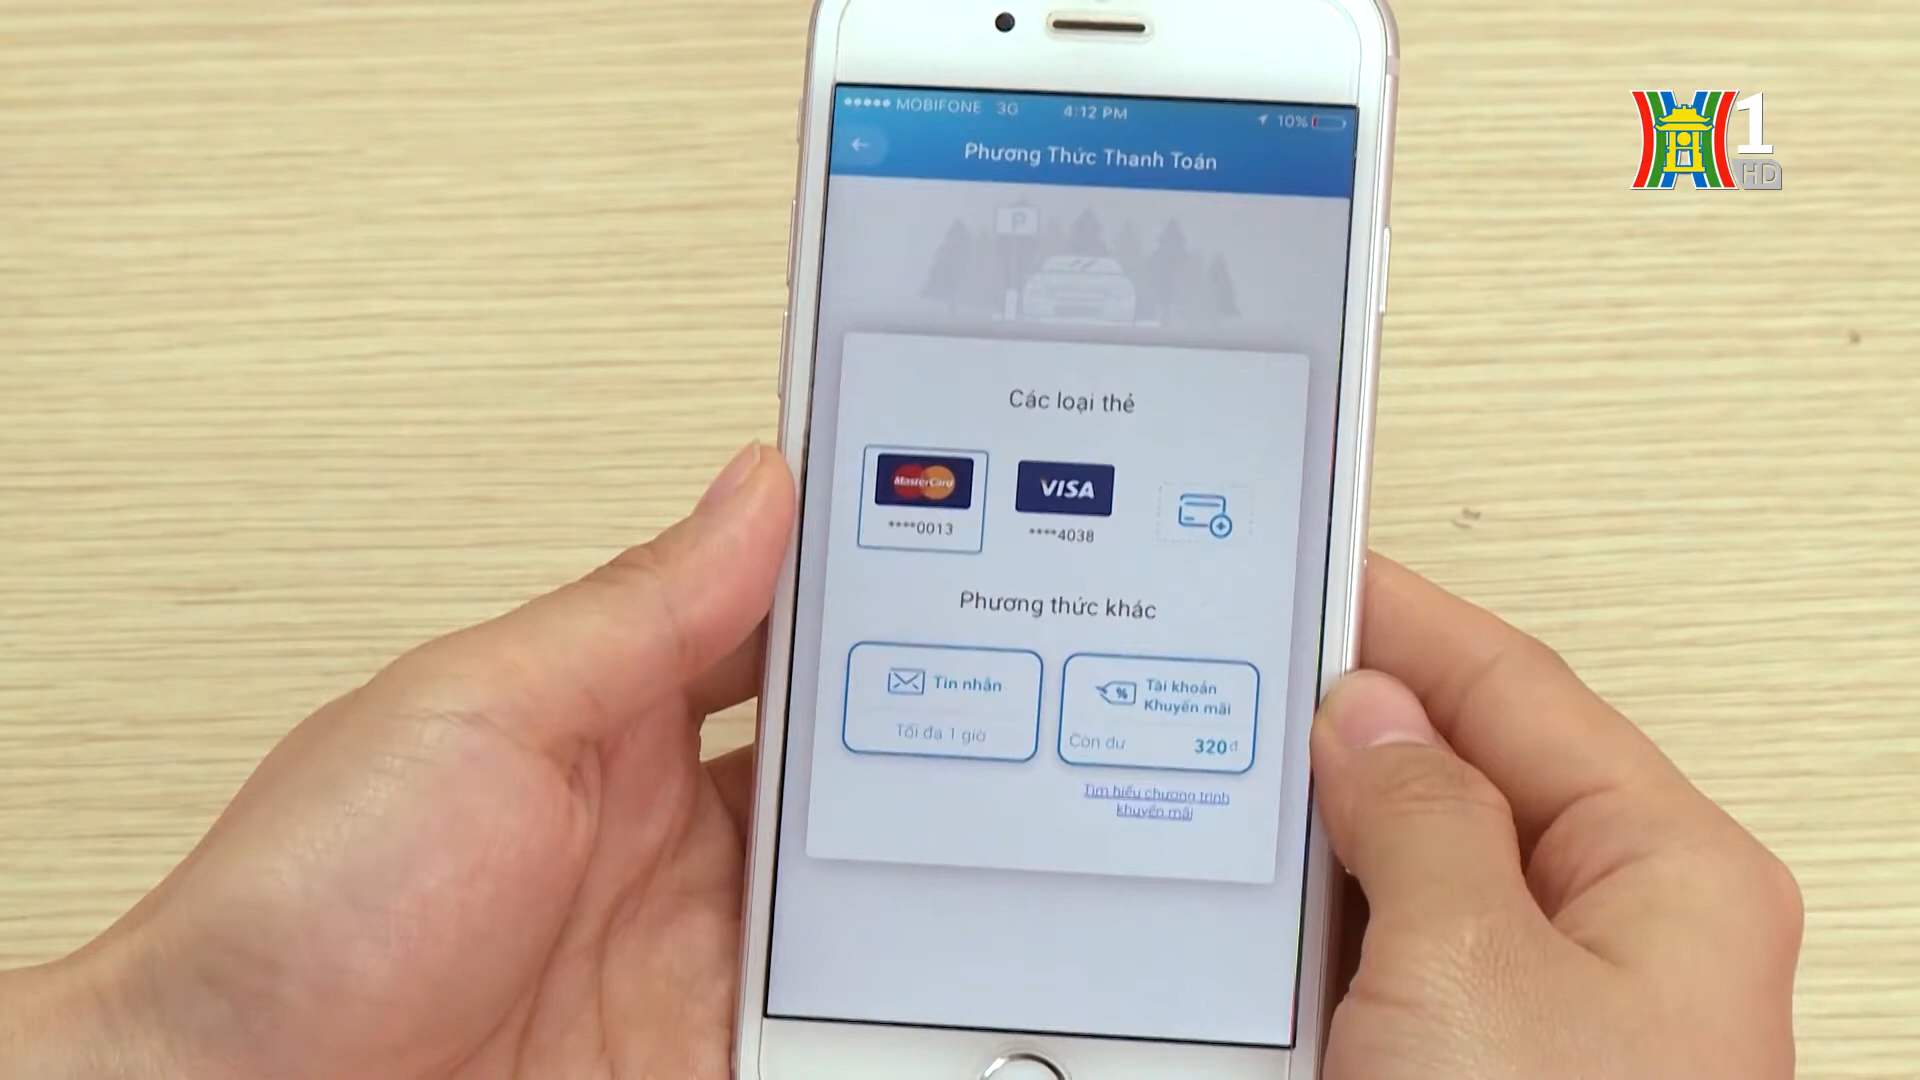 MOBIFONE 3G 4:12 PM 10%
1
HD
Phương Thức Thanh Toán
P
Các loại thẻ
MasterCard
VISA
****0013
****4038
Phương thức khác
Tin nhắn
Tối đa 1 giờ
Tài khoản
Khuyến mãi
%
Còn dư 320đ
Tìm hiểu chương trình
khuyến mãi